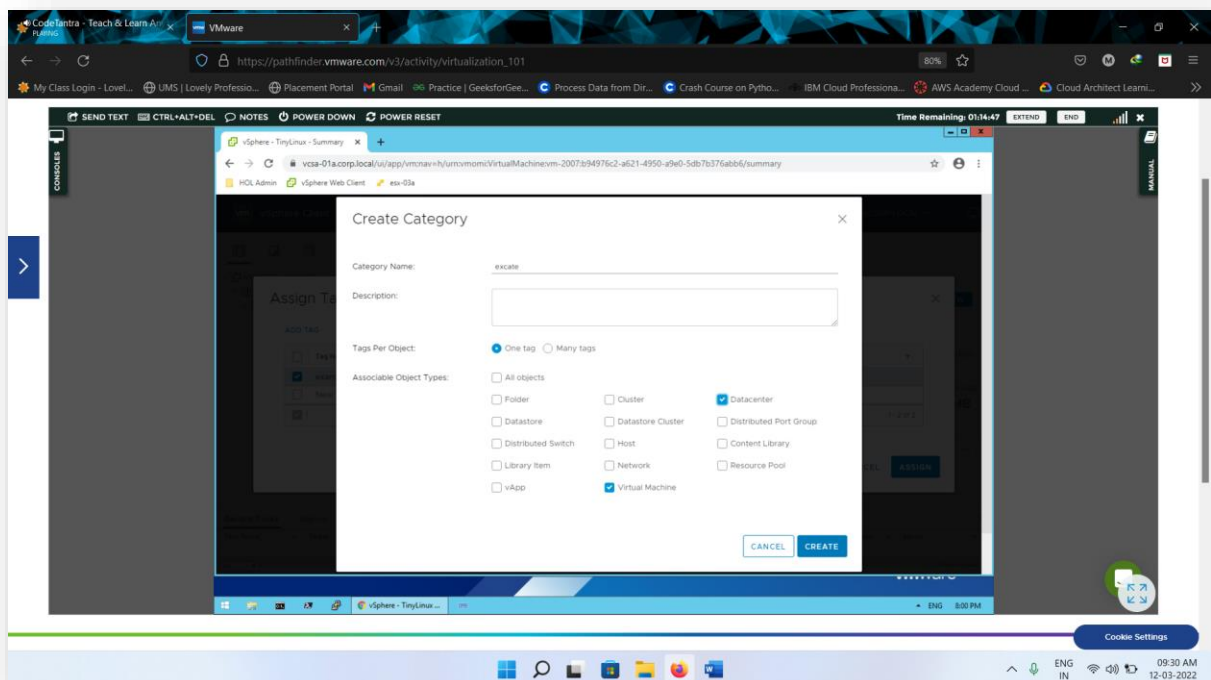 CodeTantra - Teach & Learn An
PLAYING
VMware
https://pathfinder.vmware.com/v3/activity/virtualization_101
80%
My Class Login - Lovel...
UMS | Lovely Professio...
Placement Portal
Gmail
Practice | GeeksforGee...
Process Data from Dir...
Crash Course on Pytho...
IBM Cloud Professiona...
AWS Academy Cloud ...
Cloud Architect Learni...
SEND TEXT
CTRL+ALT+DEL
NOTES
POWER DOWN
POWER RESET
Time Remaining: 01:14:47
EXTEND
END
CONSOLES
MANUAL
vSphere - TinyLinux - Summary
vcsa-01a.corp.local/ui/app/vm;nav=h/urn:vmomi:VirtualMachine:vm-2007:b94976c2-a621-4950-a9e0-5db7b376abb6/summary
HOL Admin
vSphere Web Client
esx-03a
Create Category
Category Name:
excate
Description:
Tags Per Object:
One tag
Many tags
Associable Object Types:
All objects
Folder
Cluster
Datacenter
Datastore
Datastore Cluster
Distributed Port Group
Distributed Switch
Host
Content Library
Library Item
Network
Resource Pool
vApp
Virtual Machine
CANCEL
CREATE
Assign Ta
ADD TAG
ASSIGN
vSphere - TinyLinux ...
ENG
8:00 PM
Cookie Settings
ENG
IN
09:30 AM
12-03-2022